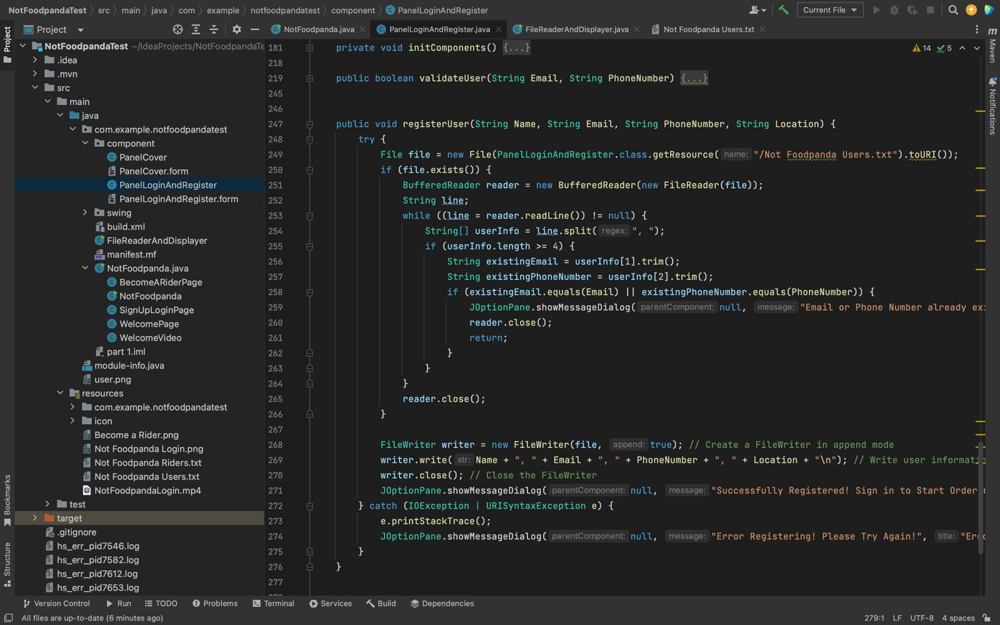 NotFoodpandaTest src main java com example notfoodpandatest component PanelLoginAndRegister Current File
Project
NotFoodpanda.java PanelLoginAndRegister.java FileReaderAndDisplayer.java Not Foodpanda Users.txt
Project
Maven
Notifications
Bookmarks
Structure
NotFoodpandaTest ~/IdeaProjects/NotFoodpandaTe
.idea
.mvn
src
main
java
com.example.notfoodpandatest
component
PanelCover
PanelCover.form
PanelLoginAndRegister
PanelLoginAndRegister.form
swing
build.xml
FileReaderAndDisplayer
manifest.mf
NotFoodpanda.java
BecomeARiderPage
NotFoodpanda
SignUpLoginPage
WelcomePage
WelcomeVideo
part 1.iml
module-info.java
user.png
resources
com.example.notfoodpandatest
icon
Become a Rider.png
Not Foodpanda Login.png
Not Foodpanda Riders.txt
Not Foodpanda Users.txt
NotFoodpandaLogin.mp4
test
target
.gitignore
hs_err_pid7546.log
hs_err_pid7582.log
hs_err_pid7612.log
hs_err_pid7653.log
14 5
181 private void initComponents() {...}
218
219 public boolean validateUser(String Email, String PhoneNumber) {...}
245
246
247 public void registerUser(String Name, String Email, String PhoneNumber, String Location) {
248 try {
249 File file = new File(PanelLoginAndRegister.class.getResource( name: "/Not Foodpanda Users.txt").toURI());
250 if (file.exists()) {
251 BufferedReader reader = new BufferedReader(new FileReader(file));
252 String line;
253 while ((line = reader.readLine()) != null) {
254 String[] userInfo = line.split( regex: ", ");
255 if (userInfo.length >= 4) {
256 String existingEmail = userInfo[1].trim();
257 String existingPhoneNumber = userInfo[2].trim();
258 if (existingEmail.equals(Email) || existingPhoneNumber.equals(PhoneNumber)) {
259 JOptionPane.showMessageDialog( parentComponent: null, message: "Email or Phone Number already exi
260 reader.close();
261 return;
262 }
263 }
264 }
265 reader.close();
266 }
267
268 FileWriter writer = new FileWriter(file, append: true); // Create a FileWriter in append mode
269 writer.write( str: Name + ", " + Email + ", " + PhoneNumber + ", " + Location + "\n"); // Write user informati
270 writer.close(); // Close the FileWriter
271 JOptionPane.showMessageDialog( parentComponent: null, message: "Successfully Registered! Sign in to Start Orderin
272 } catch (IOException | URISyntaxException e) {
273 e.printStackTrace();
274 JOptionPane.showMessageDialog( parentComponent: null, message: "Error Registering! Please Try Again!", title: "Erro
275 }
276 }
277
Version Control Run TODO Problems Terminal Services Build Dependencies
All files are up-to-date (6 minutes ago) 279:1 LF UTF-8 4 spaces